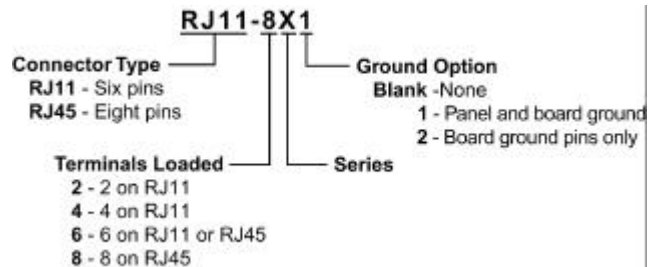 RJ11-8X1
Connector Type
RJ11 - Six pins
RJ45 - Eight pins
Ground Option
Blank -None
1 - Panel and board ground
2 - Board ground pins only
Terminals Loaded
2 - 2 on RJ11
4 - 4 on RJ11
6 - 6 on RJ11 or RJ45
8 - 8 on RJ45
Series